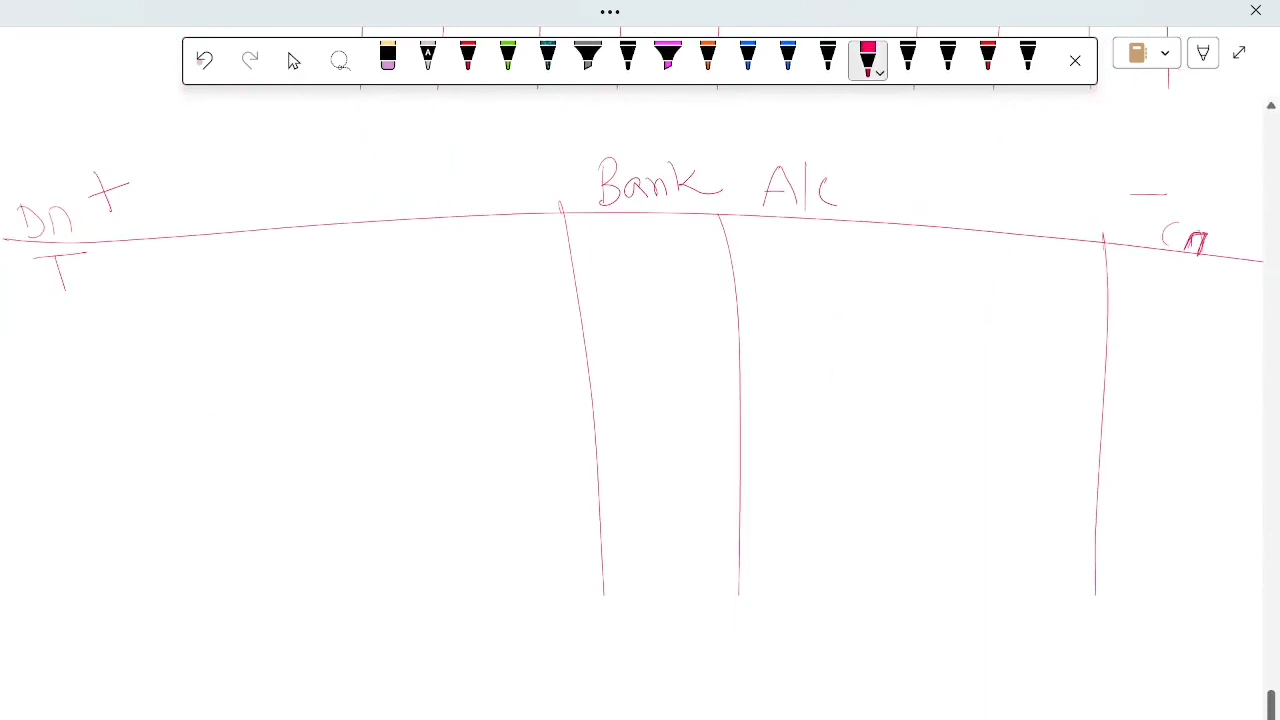 Bank A/c
Dr + – Cr
T